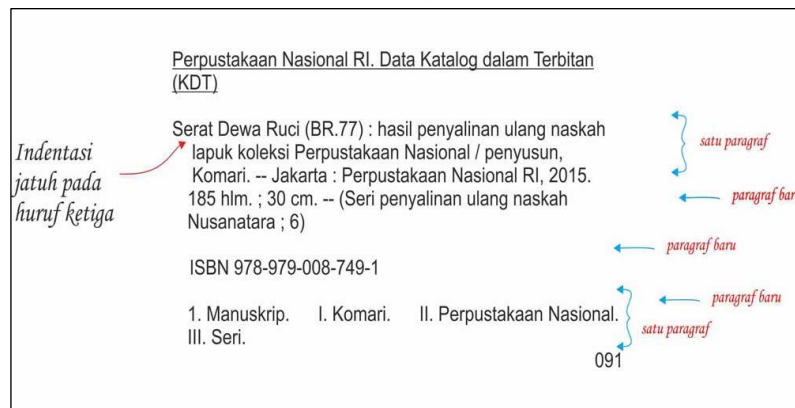 Perpustakaan Nasional RI. Data Katalog dalam Terbitan
(KDT)
Serat Dewa Ruci (BR.77) : hasil penyalinan ulang naskah
lapuk koleksi Perpustakaan Nasional / penyusun,
Komari. -- Jakarta : Perpustakaan Nasional RI, 2015.
185 hlm. ; 30 cm. -- (Seri penyalinan ulang naskah
Nusanatara ; 6)
ISBN 978-979-008-749-1
1. Manuskrip. I. Komari. II. Perpustakaan Nasional.
III. Seri.
091
Indentasi
jatuh pada
huruf ketiga
satu paragraf
paragraf bar
paragraf baru
paragraf baru
satu paragraf